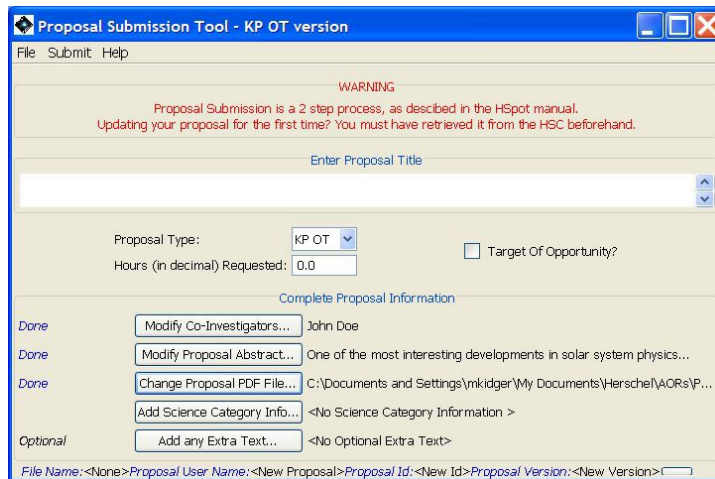 Proposal Submission Tool - KP OT version
File Submit Help
WARNING
Proposal Submission is a 2 step process, as descibed in the HSpot manual.
Updating your proposal for the first time? You must have retrieved it from the HSC beforehand.
Enter Proposal Title
Proposal Type: KP OT
Target Of Opportunity?
Hours (in decimal) Requested: 0.0
Complete Proposal Information
Done Modify Co-Investigators... John Doe
Done Modify Proposal Abstract... One of the most interesting developments in solar system physics...
Done Change Proposal PDF File... C:\Documents and Settings\mkidger\My Documents\Herschel\AORs\P...
Add Science Category Info... <No Science Category Information >
Optional Add any Extra Text... <No Optional Extra Text>
File Name:<None>Proposal User Name:<New Proposal>Proposal Id:<New Id>Proposal Version:<New Version>